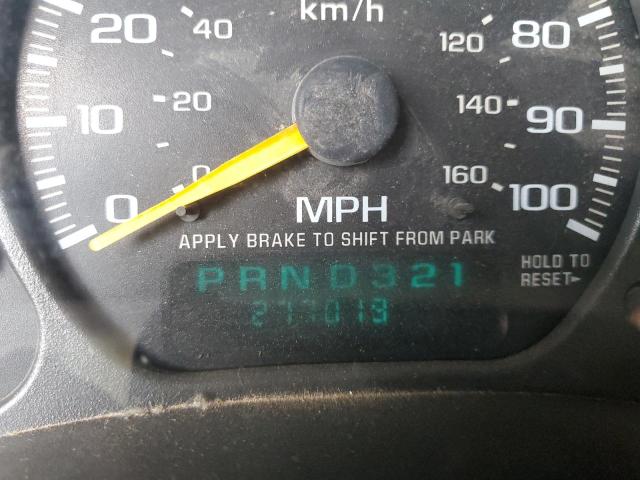 km/h
20 40 120 80
10 20 140 90
0 0 160 100
MPH
APPLY BRAKE TO SHIFT FROM PARK
HOLD TO
RESET
PRND321
277013